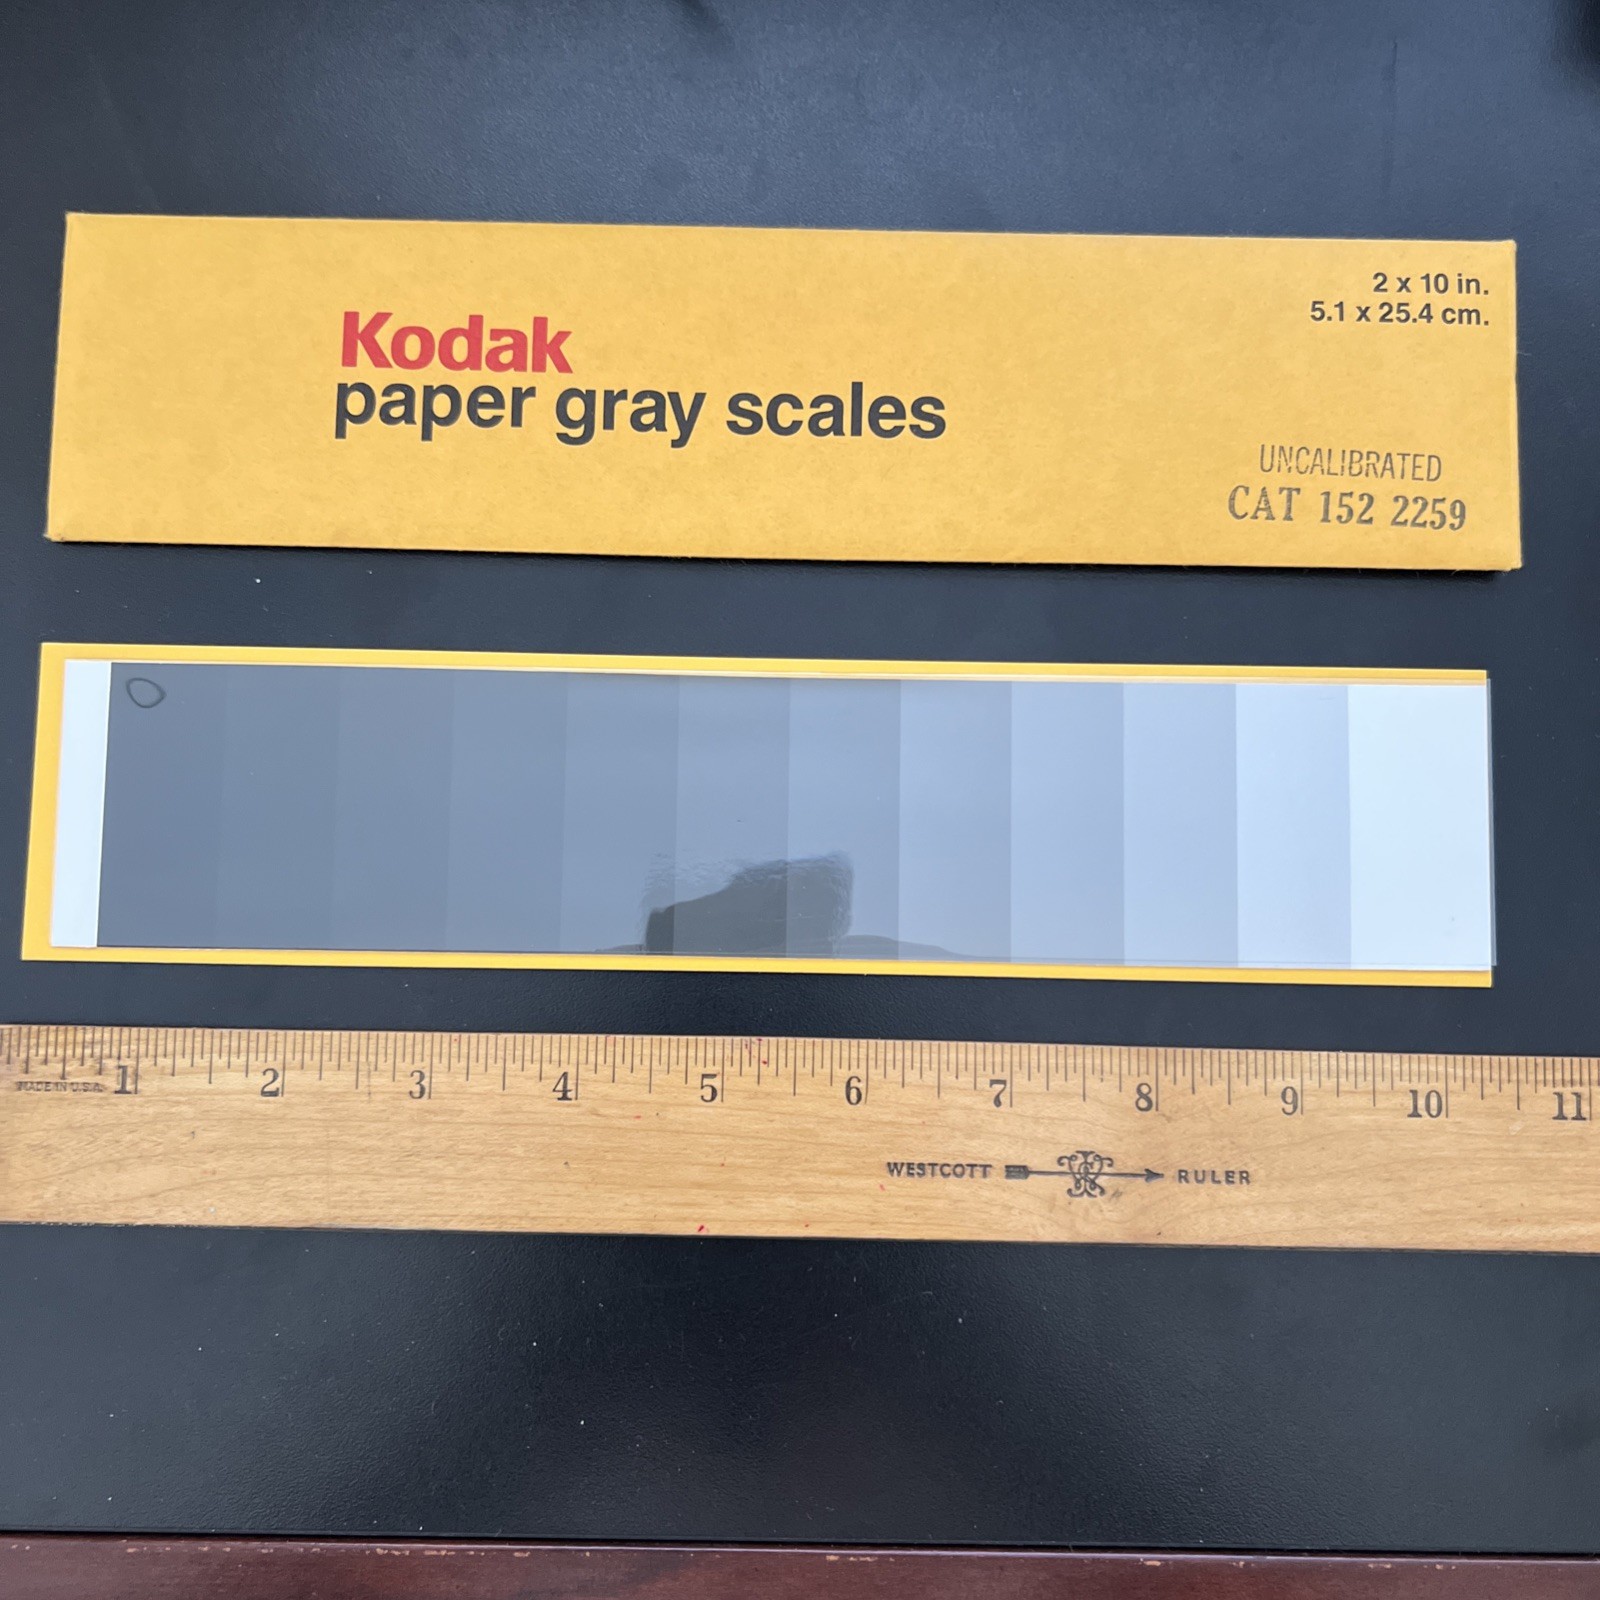 2 x 10 in.
5.1 x 25.4 cm.
Kodak
paper gray scales
UNCALIBRATED
CAT 152 2259
MADE IN U.S.A.
1 2 3 4 5 6 7 8 9 10 11
WESTCOTT RULER